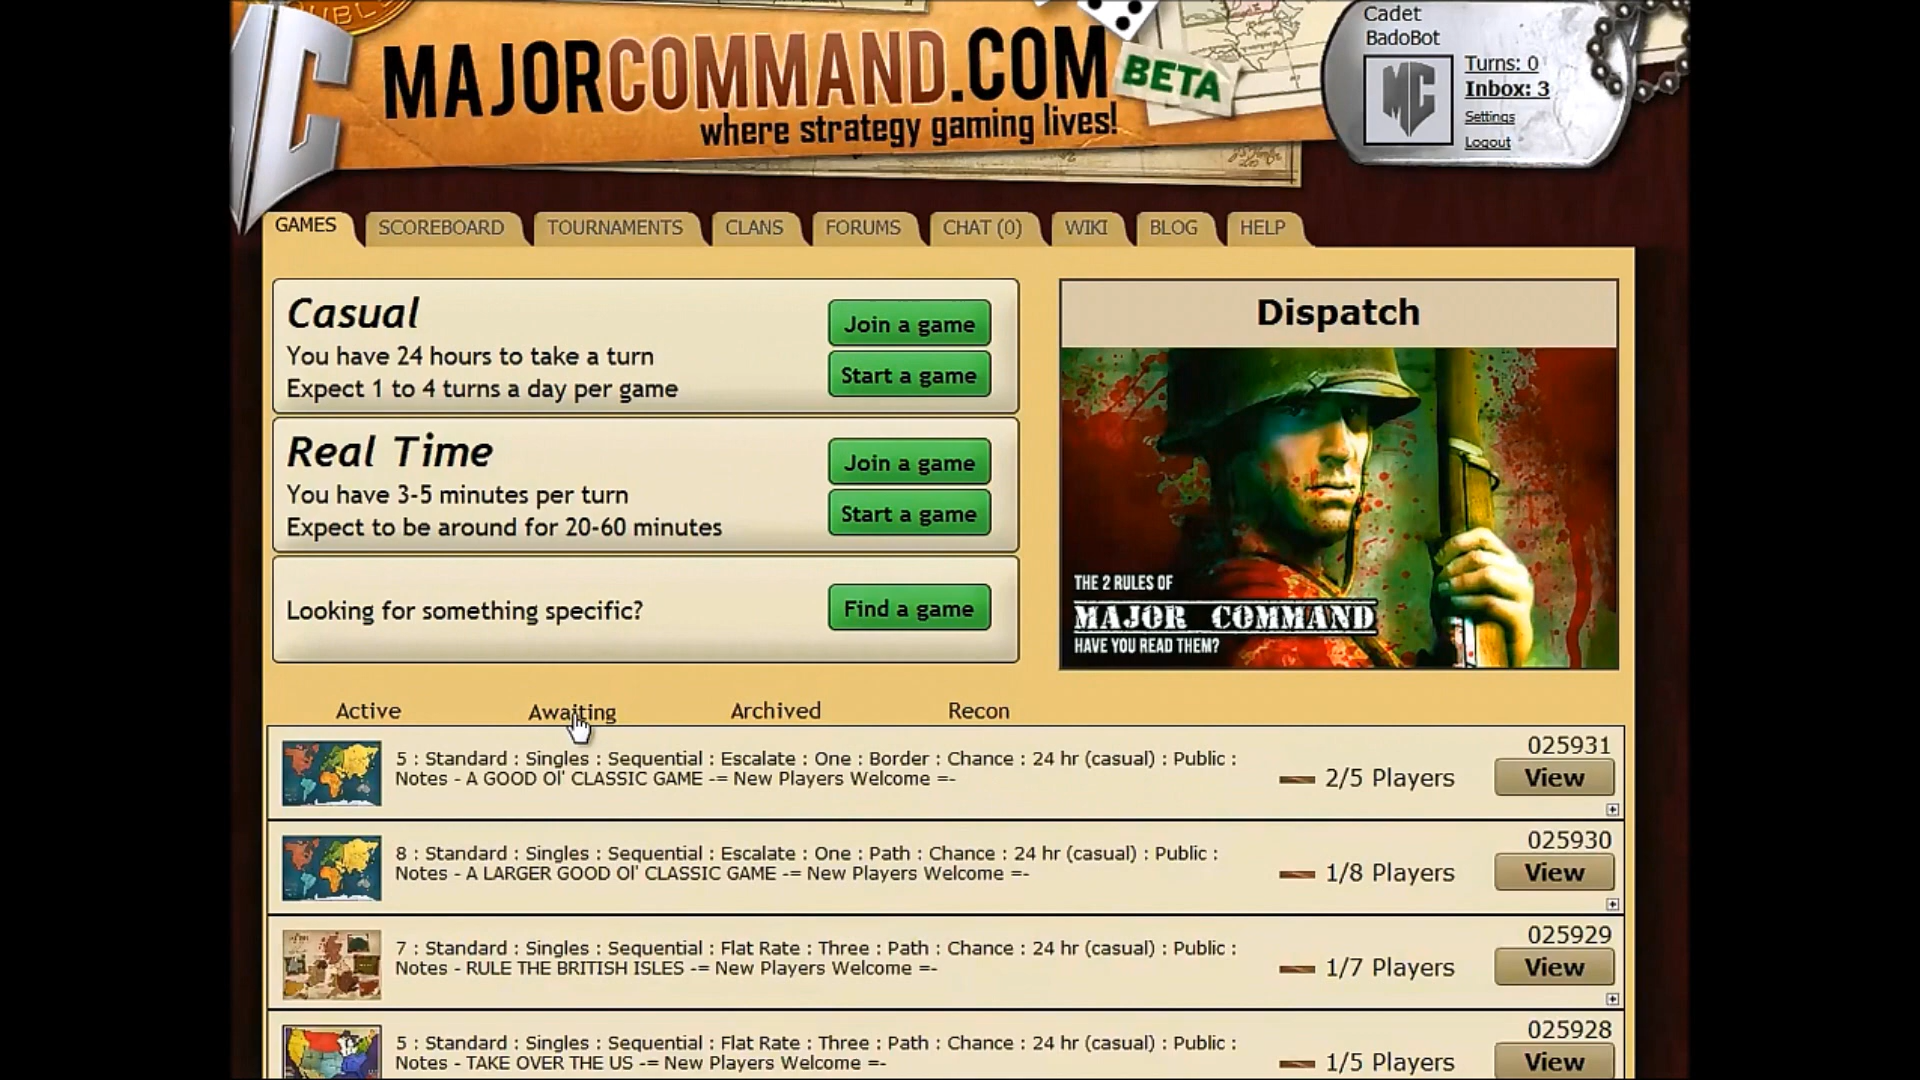 Cadet
BadoBot
MAJORCOMMAND.COM
BETA
where strategy gaming lives!
MC
Turns: 0
Inbox: 3
Settings
Logout
GAMES
SCOREBOARD
TOURNAMENTS
CLANS
FORUMS
CHAT (0)
WIKI
BLOG
HELP
Casual
You have 24 hours to take a turn
Expect 1 to 4 turns a day per game
Join a game
Start a game
Real Time
You have 3-5 minutes per turn
Expect to be around for 20-60 minutes
Join a game
Start a game
Looking for something specific?
Find a game
Dispatch
THE 2 RULES OF
MAJOR COMMAND
HAVE YOU READ THEM?
Active
Awaiting
Archived
Recon
5 : Standard : Singles : Sequential : Escalate : One : Border : Chance : 24 hr (casual) : Public :
Notes - A GOOD Ol' CLASSIC GAME -= New Players Welcome =-
2/5 Players
025931
View
8 : Standard : Singles : Sequential : Escalate : One : Path : Chance : 24 hr (casual) : Public :
Notes - A LARGER GOOD Ol' CLASSIC GAME -= New Players Welcome =-
1/8 Players
025930
View
7 : Standard : Singles : Sequential : Flat Rate : Three : Path : Chance : 24 hr (casual) : Public :
Notes - RULE THE BRITISH ISLES -= New Players Welcome =-
1/7 Players
025929
View
5 : Standard : Singles : Sequential : Flat Rate : Three : Path : Chance : 24 hr (casual) : Public :
Notes - TAKE OVER THE US -= New Players Welcome =-
1/5 Players
025928
View